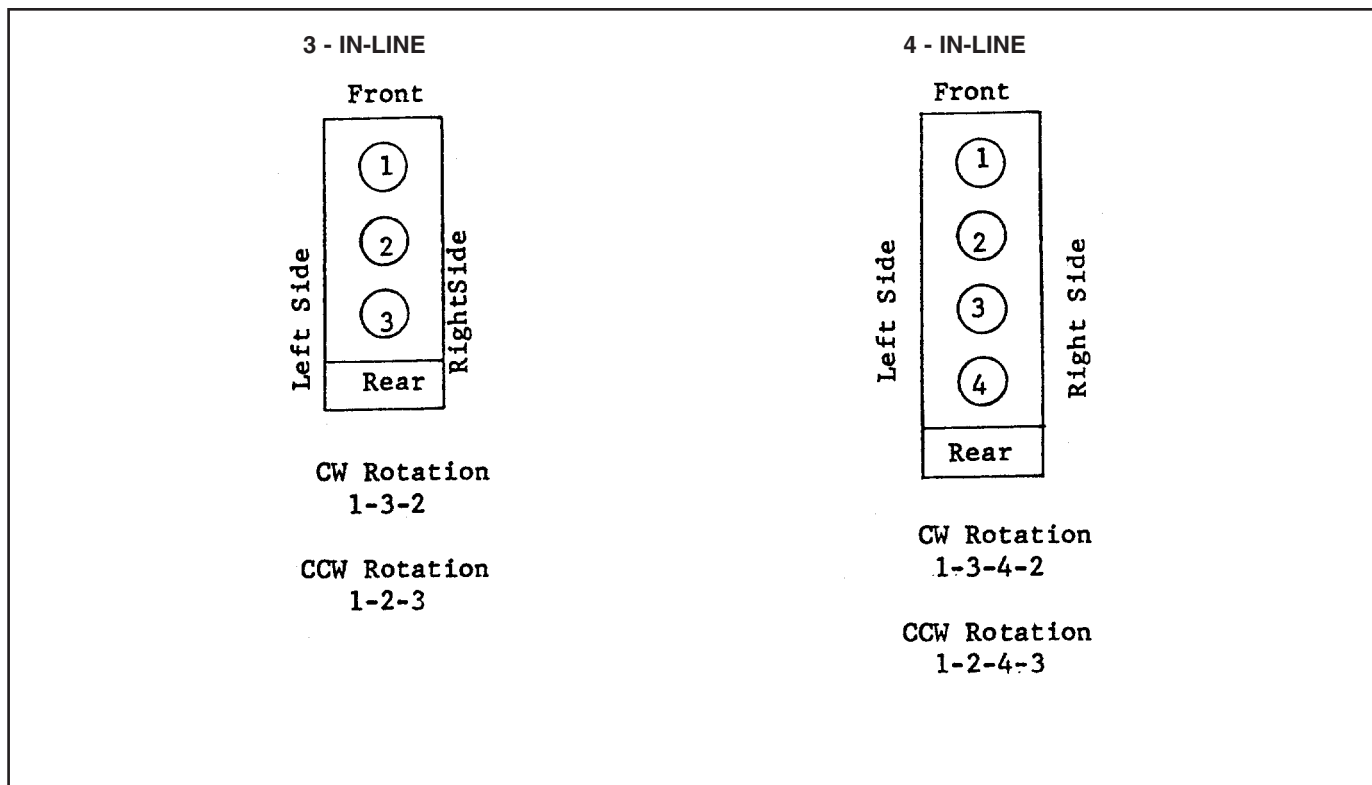 3 - IN-LINE
Front
1
2
3
Left Side
RightSide
Rear
CW Rotation
1-3-2
CCW Rotation
1-2-3
4 - IN-LINE
Front
1
2
3
4
Left Side
Right Side
Rear
CW Rotation
1-3-4-2
CCW Rotation
1-2-4-3